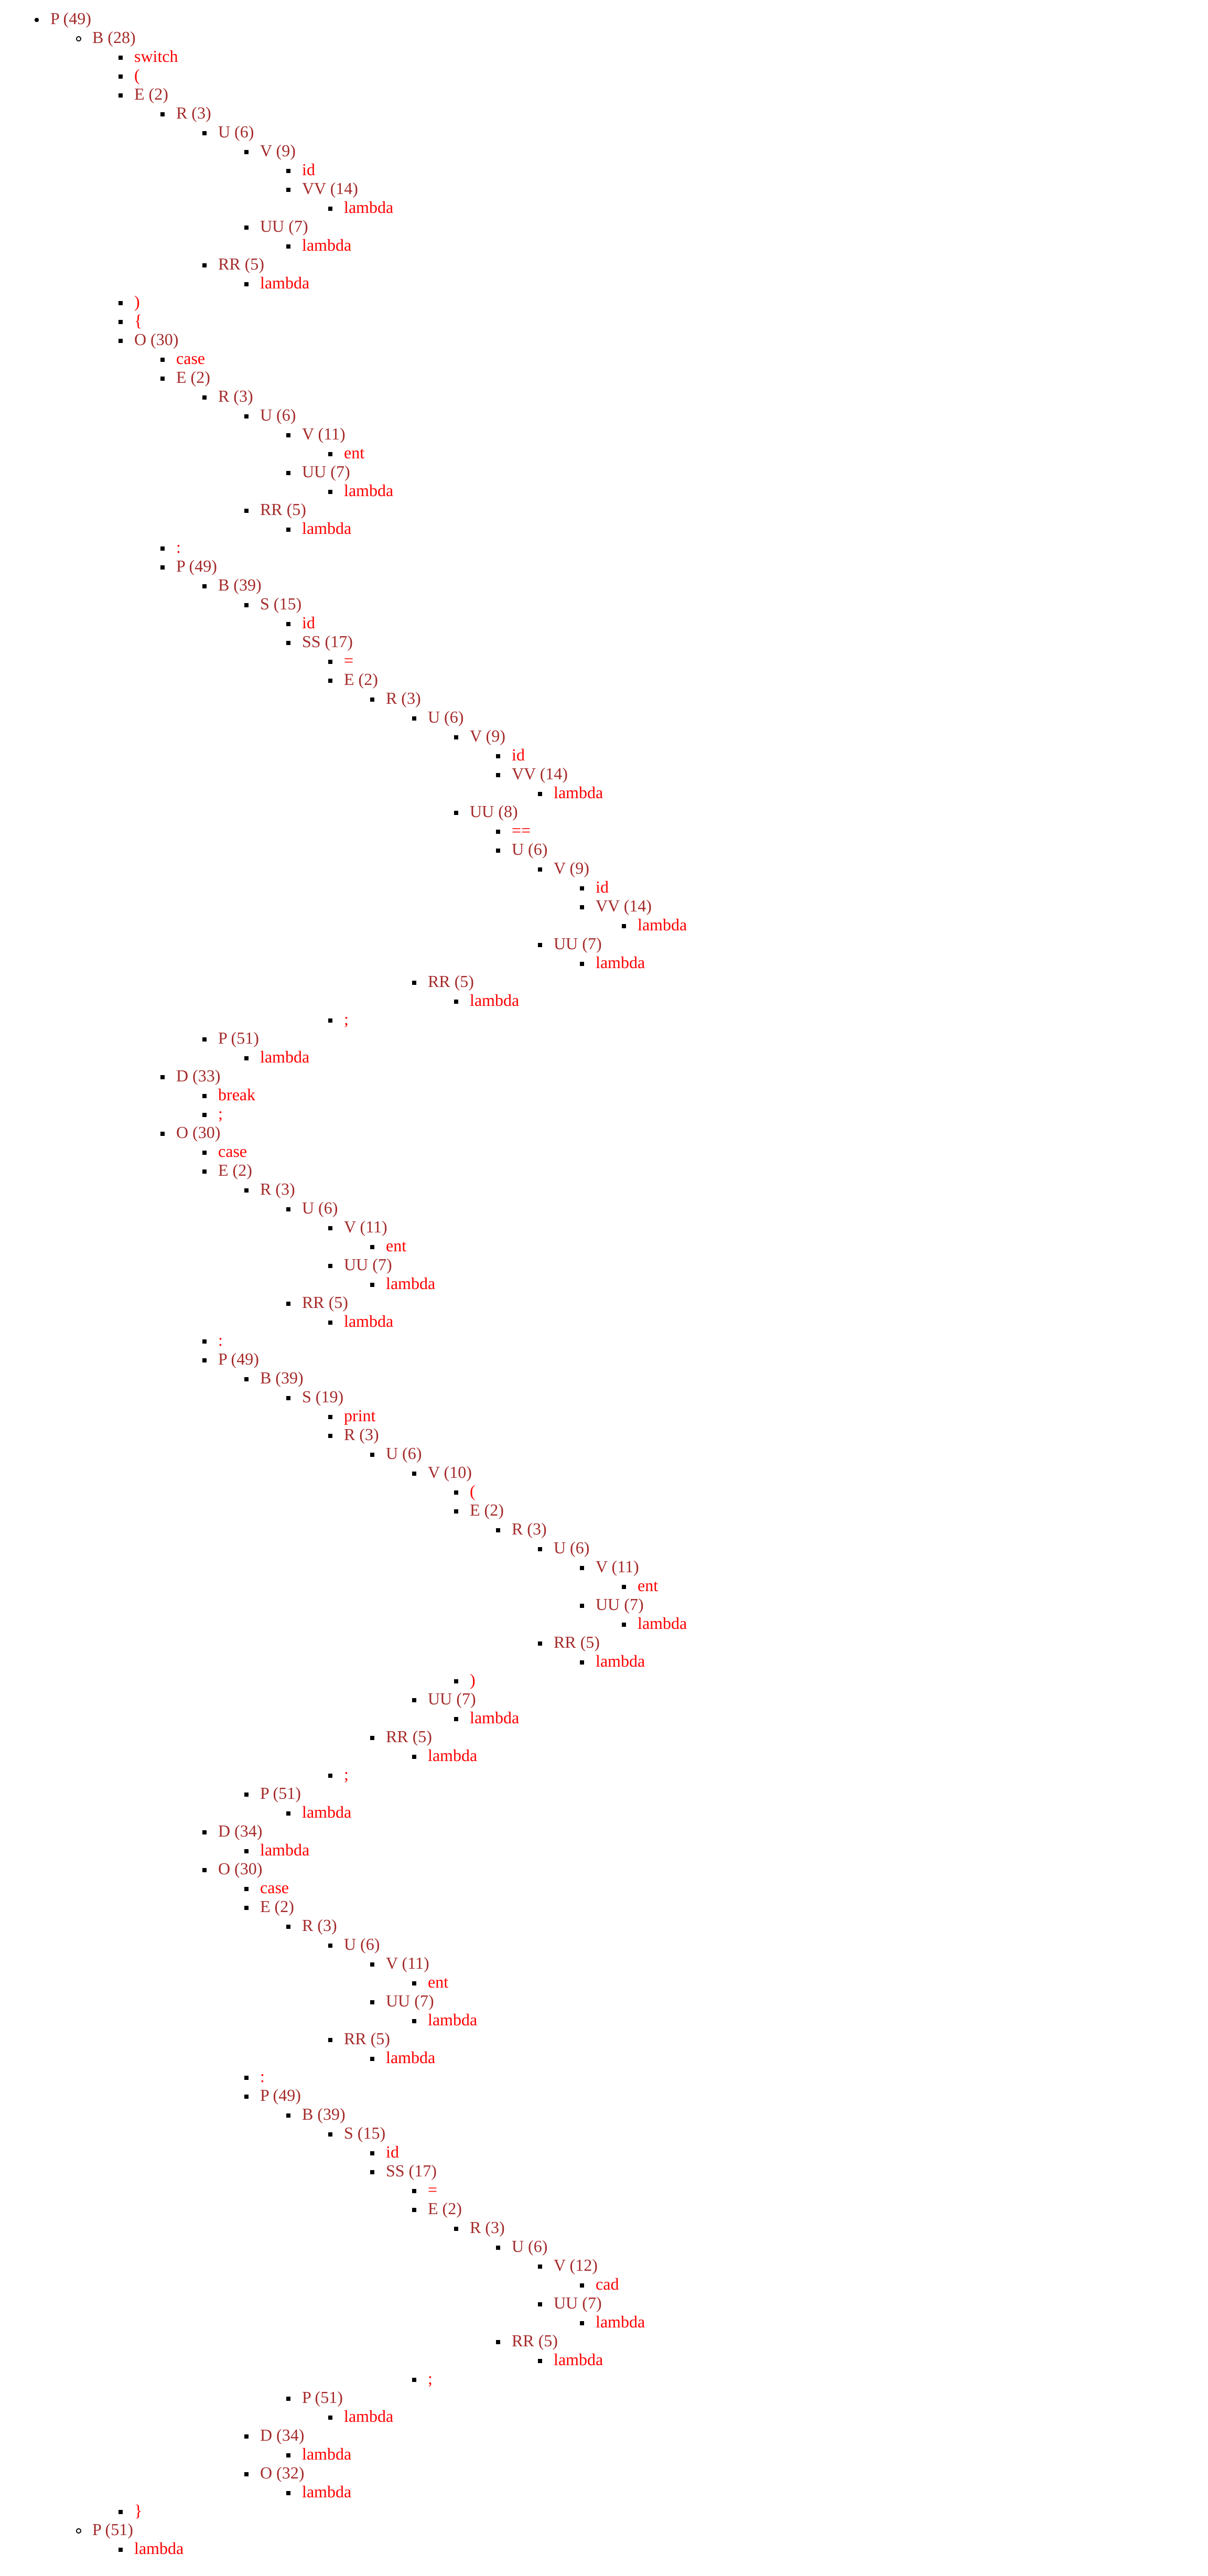 P (49)
B (28)
switch
(
E (2)
R (3)
U (6)
V (9)
id
VV (14)
lambda
UU (7)
lambda
RR (5)
lambda
)
{
O (30)
case
E (2)
R (3)
U (6)
V (11)
ent
UU (7)
lambda
RR (5)
lambda
:
P (49)
B (39)
S (15)
id
SS (17)
=
E (2)
R (3)
U (6)
V (9)
id
VV (14)
lambda
UU (8)
==
U (6)
V (9)
id
VV (14)
lambda
UU (7)
lambda
RR (5)
lambda
;
P (51)
lambda
D (33)
break
;
O (30)
case
E (2)
R (3)
U (6)
V (11)
ent
UU (7)
lambda
RR (5)
lambda
:
P (49)
B (39)
S (19)
print
R (3)
U (6)
V (10)
(
E (2)
R (3)
U (6)
V (11)
ent
UU (7)
lambda
RR (5)
lambda
)
UU (7)
lambda
RR (5)
lambda
;
P (51)
lambda
D (34)
lambda
O (30)
case
E (2)
R (3)
U (6)
V (11)
ent
UU (7)
lambda
RR (5)
lambda
:
P (49)
B (39)
S (15)
id
SS (17)
=
E (2)
R (3)
U (6)
V (12)
cad
UU (7)
lambda
RR (5)
lambda
;
P (51)
lambda
D (34)
lambda
O (32)
lambda
}
P (51)
lambda